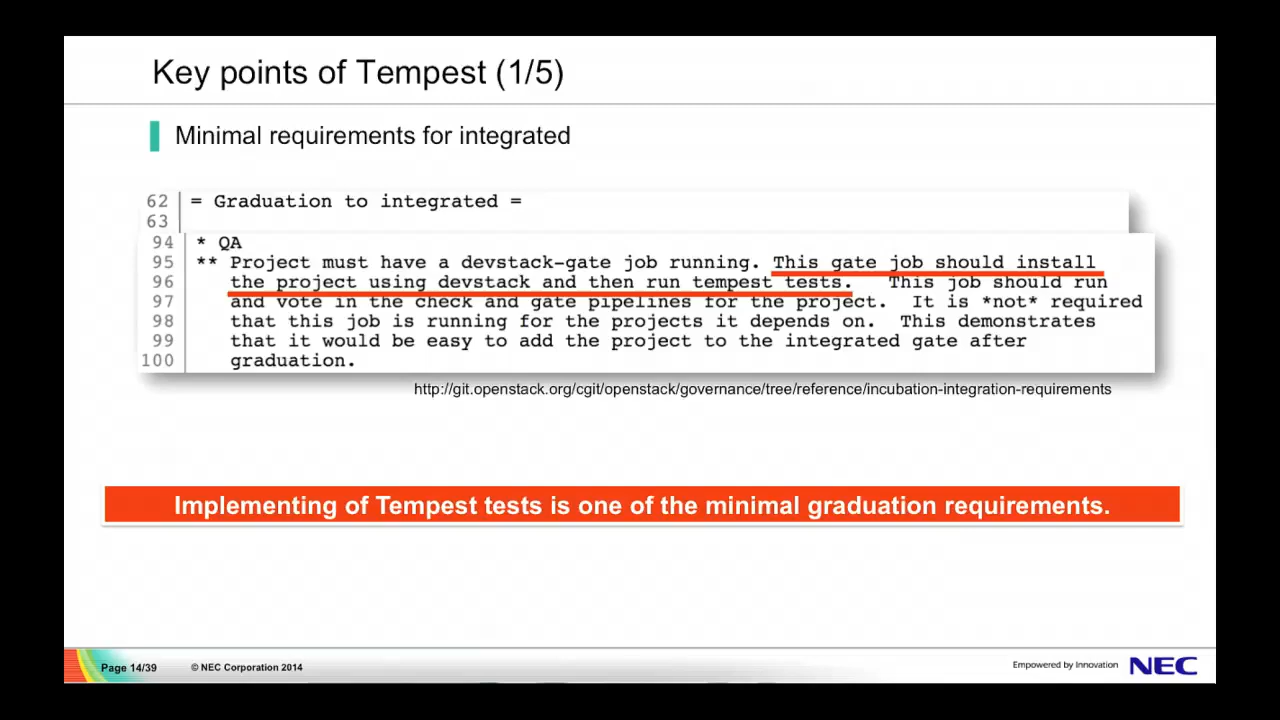 Key points of Tempest (1/5)
Minimal requirements for integrated
62 = Graduation to integrated =
63
94 * QA
95 ** Project must have a devstack-gate job running. This gate job should install
96 the project using devstack and then run tempest tests. This job should run
97 and vote in the check and gate pipelines for the project. It is *not* required
98 that this job is running for the projects it depends on. This demonstrates
99 that it would be easy to add the project to the integrated gate after
100 graduation.
http://git.openstack.org/cgit/openstack/governance/tree/reference/incubation-integration-requirements
Implementing of Tempest tests is one of the minimal graduation requirements.
Page 14/39 © NEC Corporation 2014 Empowered by Innovation NEC